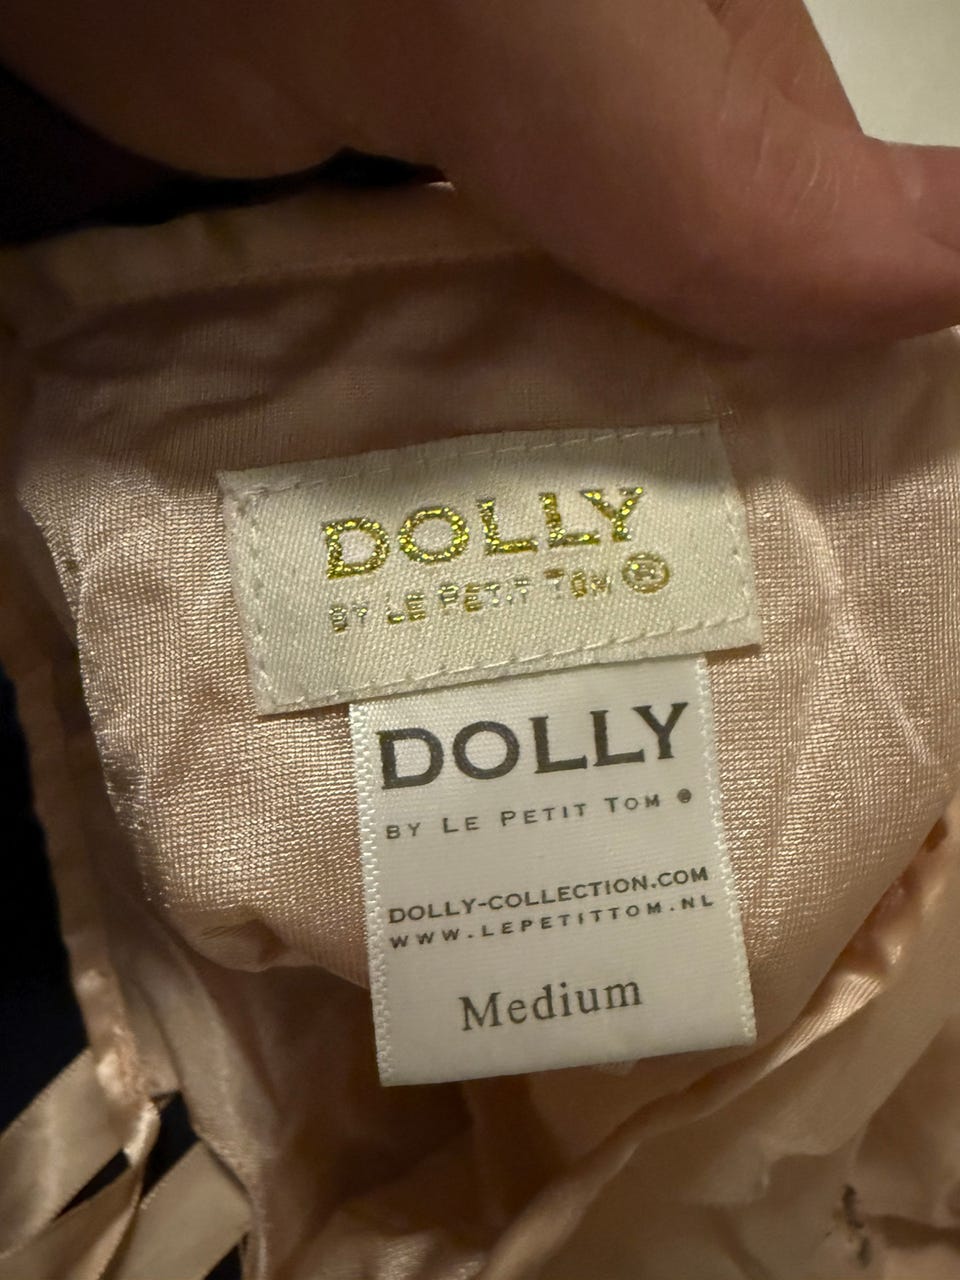 DOLLY
BY LE PETIT TOM ®
DOLLY
BY LE PETIT TOM ®
DOLLY-COLLECTION.COM
WWW.LEPETITTOM.NL
Medium